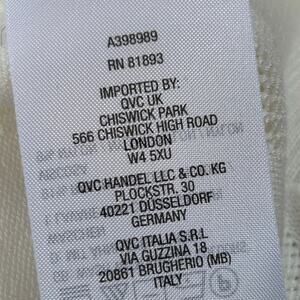 A398989
RN 81893
IMPORTED BY:
QVC UK
CHISWICK PARK
566 CHISWICK HIGH ROAD
LONDON
W4 5XU
QVC HANDEL LLC & CO. KG
PLOCKSTR. 30
40221 DÜSSELDORF
GERMANY
QVC ITALIA S.R.L
VIA GUZZINA 18
20861 BRUGHERIO (MB)
ITALY